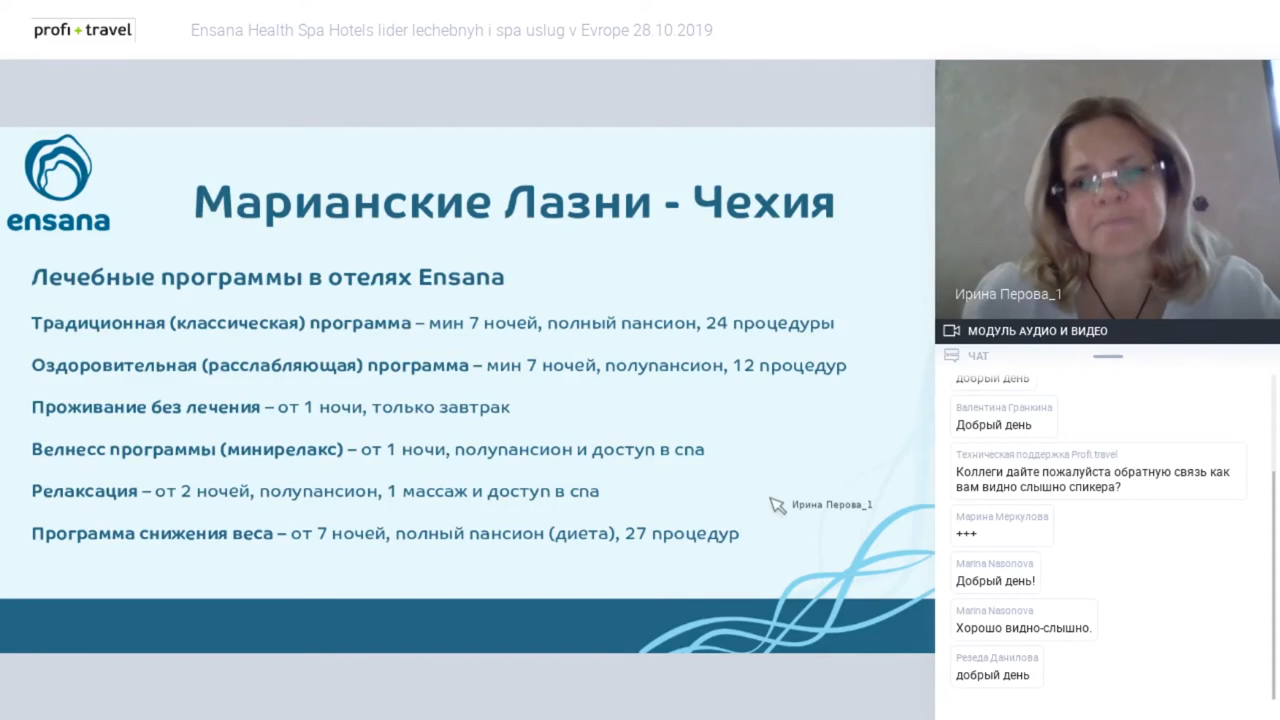 profi + travel
Ensana Health Spa Hotels lider lechebnyh i spa uslug v Evrope 28.10.2019
ensana
Марианские Лазни - Чехия
Лечебные программы в отелях Ensana
Традиционная (классическая) программа – мин 7 ночей, полный пансион, 24 процедуры
Оздоровительная (расслабляющая) программа – мин 7 ночей, полупансион, 12 процедур
Проживание без лечения – от 1 ночи, только завтрак
Велнесс программы (минирелакс) – от 1 ночи, полупансион и доступ в спа
Релаксация – от 2 ночей, полупансион, 1 массаж и доступ в спа
Ирина Перова_1
Программа снижения веса – от 7 ночей, полный пансион (диета), 27 процедур
Ирина Перова_1
МОДУЛЬ АУДИО И ВИДЕО
ЧАТ
добрый день
Валентина Гранкина
Добрый день
Техническая поддержка Profi.travel
Коллеги дайте пожалуйста обратную связь как
вам видно слышно спикера?
Марина Меркулова
+++
Marina Nasonova
Добрый день!
Marina Nasonova
Хорошо видно-слышно.
Резеда Данилова
добрый день